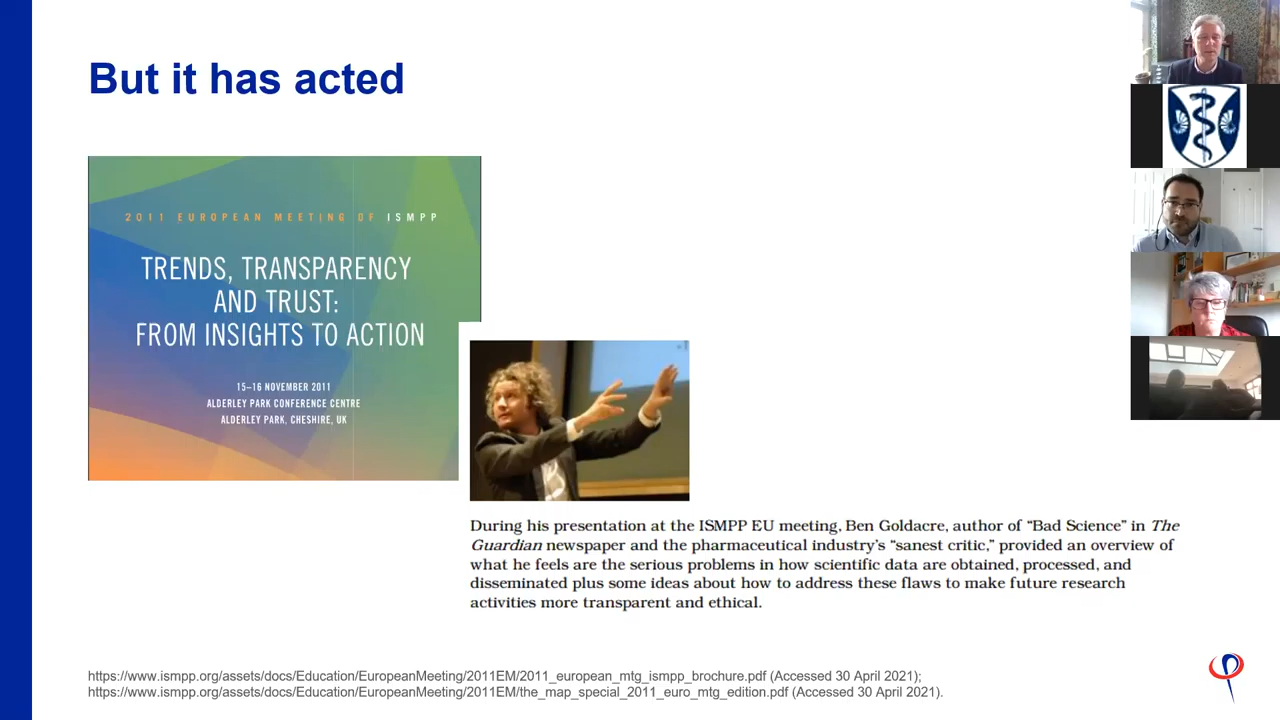 But it has acted
2011 EUROPEAN MEETING OF ISMPP
TRENDS, TRANSPARENCY
AND TRUST:
FROM INSIGHTS TO ACTION
15–16 NOVEMBER 2011
ALDERLEY PARK CONFERENCE CENTRE
ALDERLEY PARK, CHESHIRE, UK
During his presentation at the ISMPP EU meeting, Ben Goldacre, author of “Bad Science” in The
Guardian newspaper and the pharmaceutical industry’s “sanest critic,” provided an overview of
what he feels are the serious problems in how scientific data are obtained, processed, and
disseminated plus some ideas about how to address these flaws to make future research
activities more transparent and ethical.
https://www.ismpp.org/assets/docs/Education/EuropeanMeeting/2011EM/2011_european_mtg_ismpp_brochure.pdf (Accessed 30 April 2021);
https://www.ismpp.org/assets/docs/Education/EuropeanMeeting/2011EM/the_map_special_2011_euro_mtg_edition.pdf (Accessed 30 April 2021).